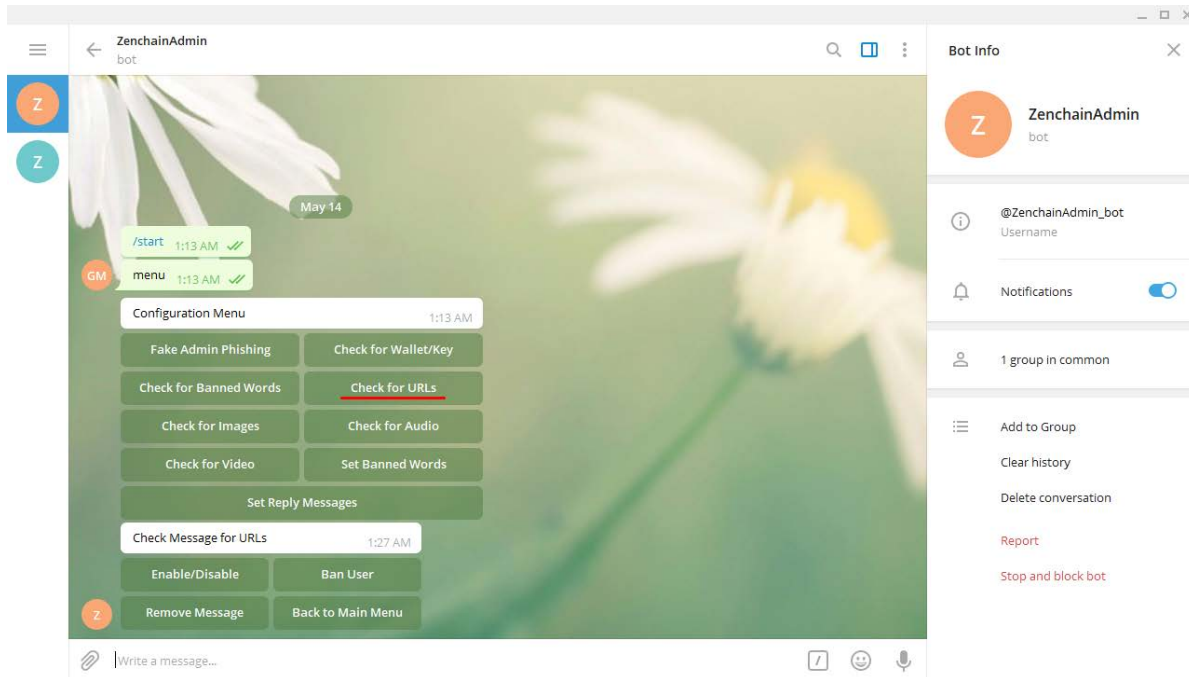 ZenchainAdmin
bot
Z
Z
May 14
/start 1:13 AM
GM
menu 1:13 AM
Configuration Menu 1:13 AM
Fake Admin Phishing Check for Wallet/Key
Check for Banned Words Check for URLs
Check for Images Check for Audio
Check for Video Set Banned Words
Set Reply Messages
Check Message for URLs 1:27 AM
Enable/Disable Ban User
Z
Remove Message Back to Main Menu
Write a message...
/
Bot Info
Z
ZenchainAdmin
bot
@ZenchainAdmin_bot
Username
Notifications
1 group in common
Add to Group
Clear history
Delete conversation
Report
Stop and block bot